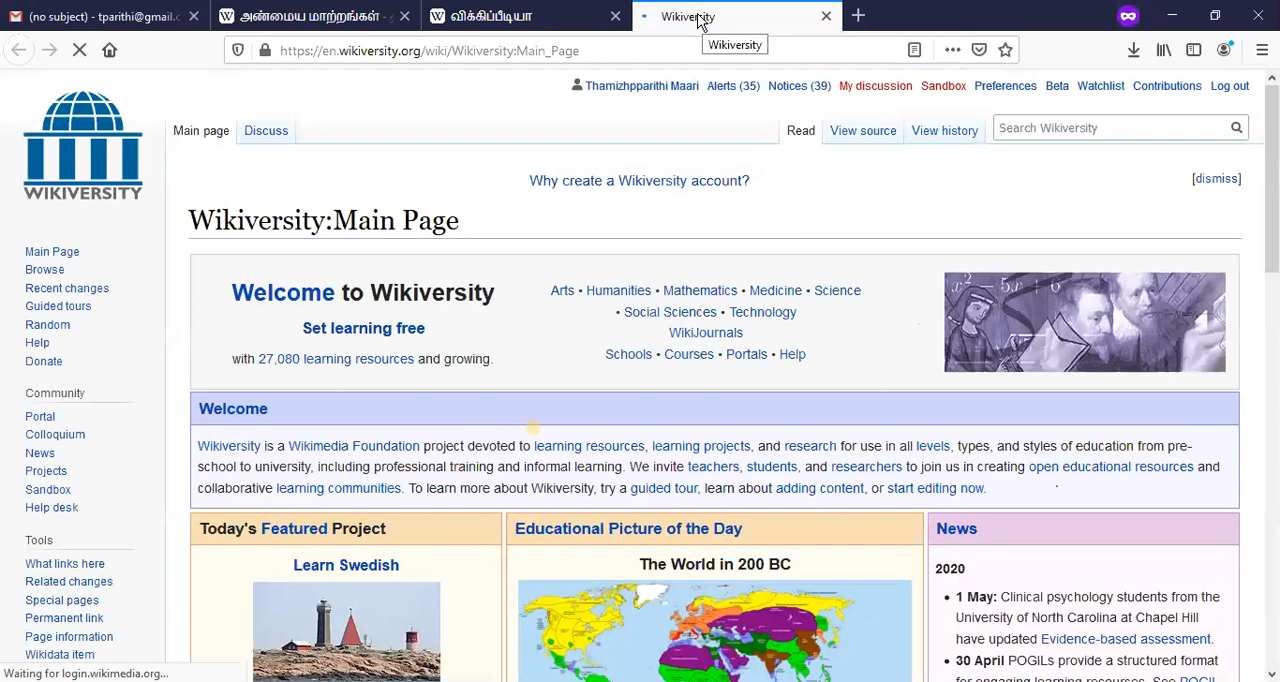 (no subject) - tparithi@gmail.c
அண்மைய மாற்றங்கள் -
விக்கிப்பீடியா
Wikiversity
https://en.wikiversity.org/wiki/Wikiversity:Main_Page
Wikiversity
Thamizhpparithi Maari Alerts (35) Notices (39) My discussion Sandbox Preferences Beta Watchlist Contributions Log out
Main page Discuss Read View source View history Search Wikiversity
WIKIVERSITY
Why create a Wikiversity account? [dismiss]
Wikiversity:Main Page
Main Page
Browse
Recent changes
Guided tours
Random
Help
Donate
Community
Portal
Colloquium
News
Projects
Sandbox
Help desk
Tools
What links here
Related changes
Special pages
Permanent link
Page information
Wikidata item
Welcome to Wikiversity
Set learning free
with 27,080 learning resources and growing.
Arts • Humanities • Mathematics • Medicine • Science
• Social Sciences • Technology
WikiJournals
Schools • Courses • Portals • Help
Welcome
Wikiversity is a Wikimedia Foundation project devoted to learning resources, learning projects, and research for use in all levels, types, and styles of education from pre-
school to university, including professional training and informal learning. We invite teachers, students, and researchers to join us in creating open educational resources and
collaborative learning communities. To learn more about Wikiversity, try a guided tour, learn about adding content, or start editing now.
Today's Featured Project
Learn Swedish
Educational Picture of the Day
The World in 200 BC
News
2020
• 1 May: Clinical psychology students from the
University of North Carolina at Chapel Hill
have updated Evidence-based assessment.
• 30 April POGILs provide a structured format
Waiting for login.wikimedia.org...